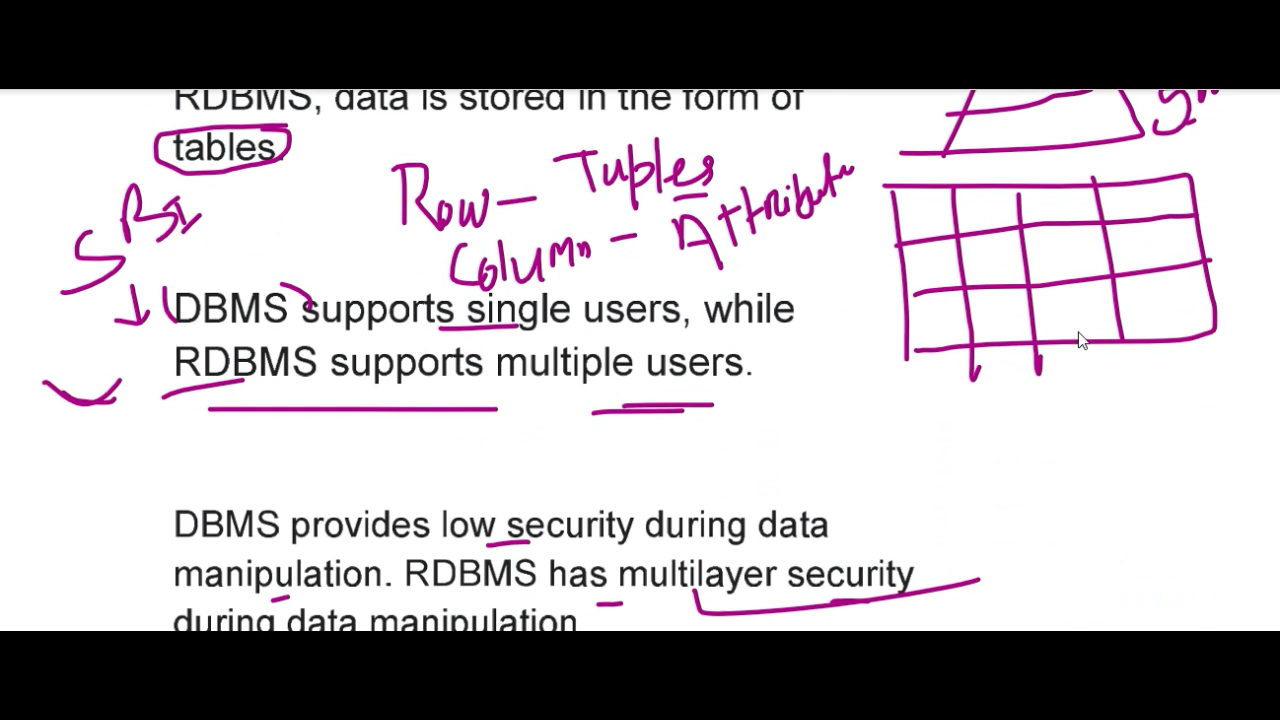 RDBMS, data is stored in the form of
tables.
Row - Tuples
Column - Attribute
SBI
DBMS supports single users, while
RDBMS supports multiple users.
DBMS provides low security during data
manipulation. RDBMS has multilayer security
during data manipulation